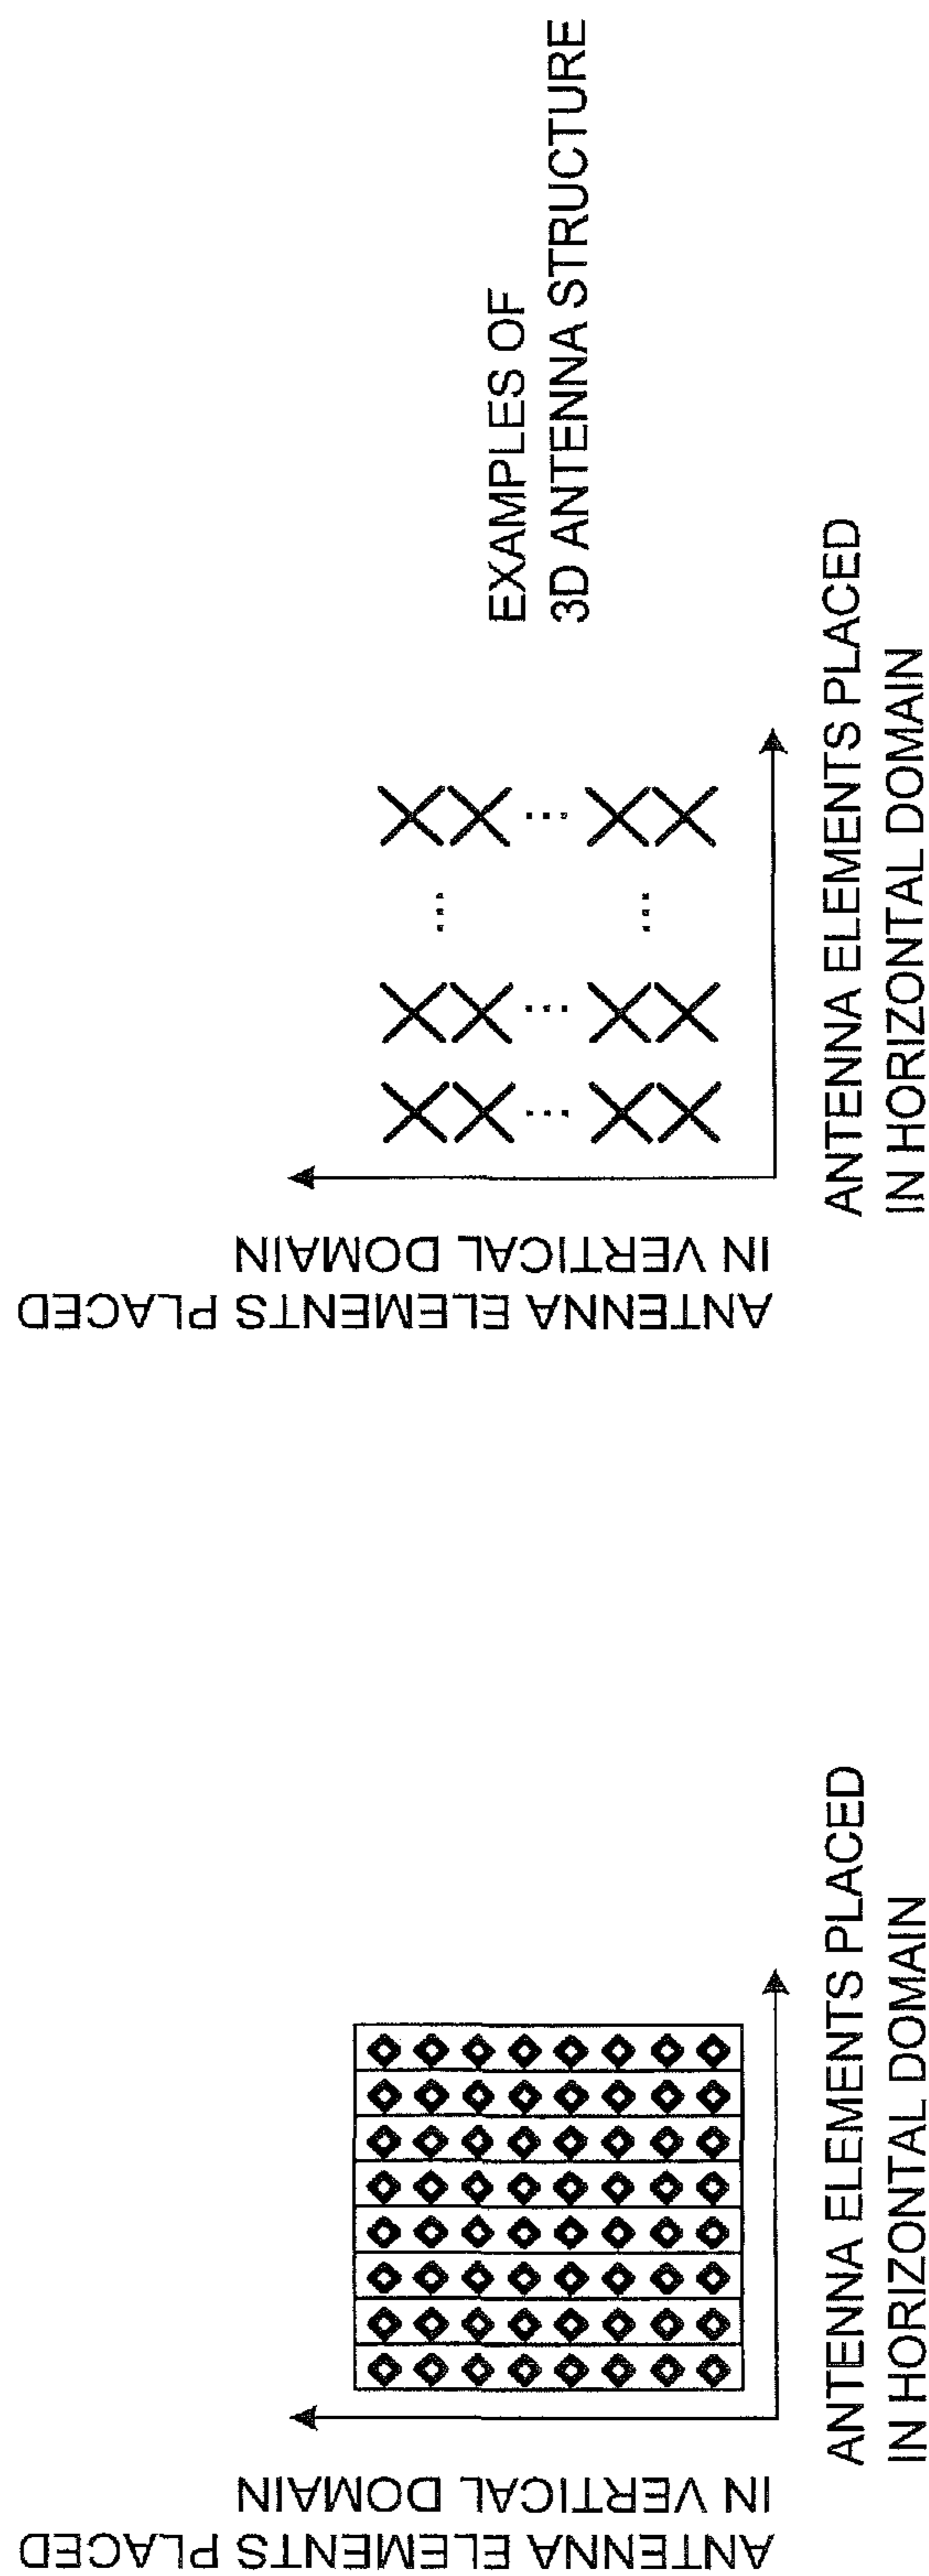 ANTENNA ELEMENTS PLACED
IN VERTICAL DOMAIN
ANTENNA ELEMENTS PLACED
IN HORIZONTAL DOMAIN
ANTENNA ELEMENTS PLACED
IN VERTICAL DOMAIN
ANTENNA ELEMENTS PLACED
IN HORIZONTAL DOMAIN
EXAMPLES OF
3D ANTENNA STRUCTURE